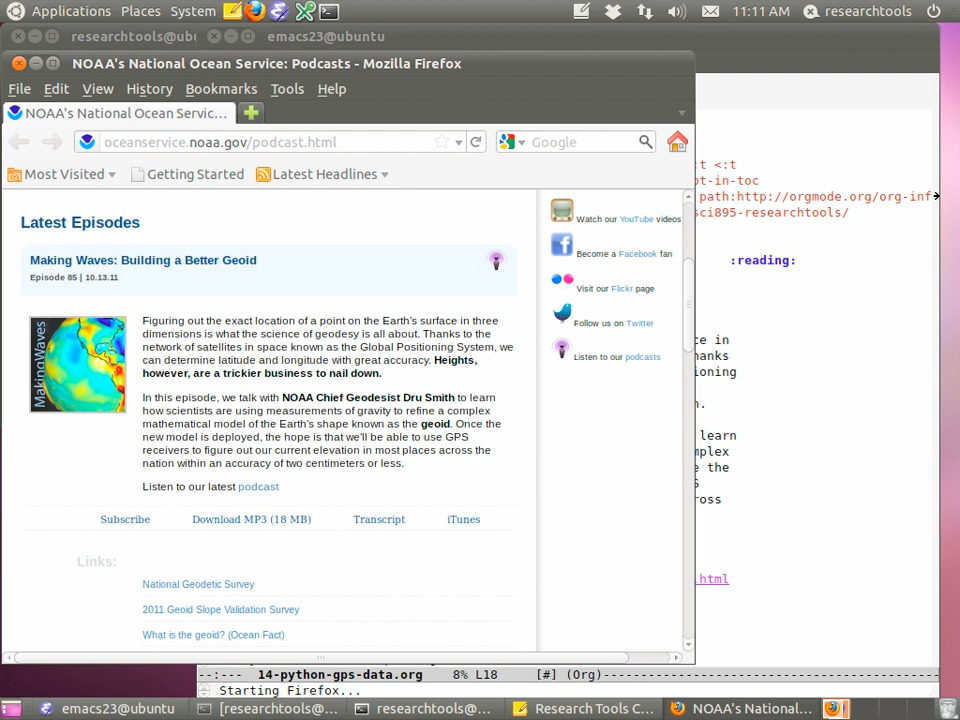 Applications Places System 11:11 AM researchtools
researchtools@ubu emacs23@ubuntu
NOAA's National Ocean Service: Podcasts - Mozilla Firefox
File Edit View History Bookmarks Tools Help
NOAA's National Ocean Servic...
oceanservice.noaa.gov/podcast.html Google
Most Visited Getting Started Latest Headlines
:t <:t
ot-in-toc
path:http://orgmode.org/org-inf
sci895-researchtools/
:reading:
Latest Episodes
Making Waves: Building a Better Geoid
Episode 85 | 10.13.11
MakingWaves
Figuring out the exact location of a point on the Earth's surface in three
dimensions is what the science of geodesy is all about. Thanks to the
network of satellites in space known as the Global Positioning System, we
can determine latitude and longitude with great accuracy. Heights,
however, are a trickier business to nail down.
In this episode, we talk with NOAA Chief Geodesist Dru Smith to learn
how scientists are using measurements of gravity to refine a complex
mathematical model of the Earth's shape known as the geoid. Once the
new model is deployed, the hope is that we'll be able to use GPS
receivers to figure out our current elevation in most places across the
nation within an accuracy of two centimeters or less.
Listen to our latest podcast
Subscribe Download MP3 (18 MB) Transcript iTunes
Links:
National Geodetic Survey
2011 Geoid Slope Validation Survey
What is the geoid? (Ocean Fact)
Watch our YouTube videos
Become a Facebook fan
Visit our Flickr page
Follow us on Twitter
Listen to our podcasts
ce in
hanks
ioning
n.
learn
mplex
e the
S
ross
.html
--:--- 14-python-gps-data.org 8% L18 [#] (Org)
Starting Firefox...
emacs23@ubuntu [researchtools@... researchtools@... Research Tools C... NOAA's National...